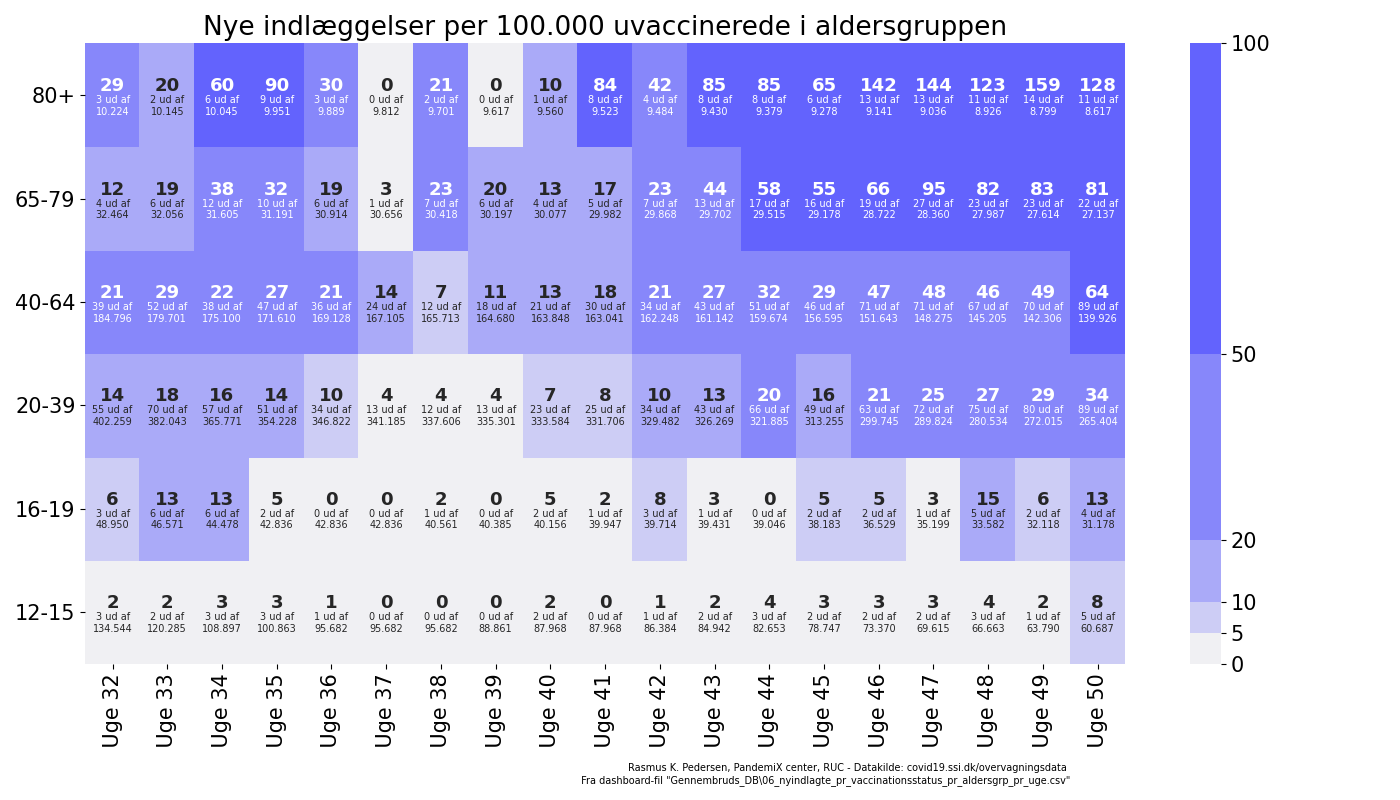 Nye indlæggelser per 100.000 uvaccinerede i aldersgruppen
80+
29 20 60 90 30 0 21 0 10 84 42 85 85 65 142 144 123 159 128
3 ud af 2 ud af 6 ud af 9 ud af 3 ud af 0 ud af 2 ud af 0 ud af 1 ud af 8 ud af 4 ud af 8 ud af 8 ud af 6 ud af 13 ud af 13 ud af 11 ud af 14 ud af 11 ud af
10.224 10.145 10.045 9.951 9.889 9.812 9.701 9.617 9.560 9.523 9.484 9.430 9.379 9.278 9.141 9.036 8.926 8.799 8.617
65-79
12 19 38 32 19 3 23 20 13 17 23 44 58 55 66 95 82 83 81
4 ud af 6 ud af 12 ud af 10 ud af 6 ud af 1 ud af 7 ud af 6 ud af 4 ud af 5 ud af 7 ud af 13 ud af 17 ud af 16 ud af 19 ud af 27 ud af 23 ud af 23 ud af 22 ud af
32.464 32.056 31.605 31.191 30.914 30.656 30.418 30.197 30.077 29.982 29.868 29.702 29.515 29.178 28.722 28.360 27.987 27.614 27.137
40-64
21 29 22 27 21 14 7 11 13 18 21 27 32 29 47 48 46 49 64
39 ud af 52 ud af 38 ud af 47 ud af 36 ud af 24 ud af 12 ud af 18 ud af 21 ud af 30 ud af 34 ud af 43 ud af 51 ud af 46 ud af 71 ud af 71 ud af 67 ud af 70 ud af 89 ud af
184.796 179.701 175.100 171.610 169.128 167.105 165.713 164.680 163.848 163.041 162.248 161.142 159.674 156.595 151.643 148.275 145.205 142.306 139.926
20-39
14 18 16 14 10 4 4 4 7 8 10 13 20 16 21 25 27 29 34
55 ud af 70 ud af 57 ud af 51 ud af 34 ud af 13 ud af 12 ud af 13 ud af 23 ud af 25 ud af 34 ud af 43 ud af 66 ud af 49 ud af 63 ud af 72 ud af 75 ud af 80 ud af 89 ud af
402.259 382.043 365.771 354.228 346.822 341.185 337.606 335.301 333.584 331.706 329.482 326.269 321.885 313.255 299.745 289.824 280.534 272.015 265.404
16-19
6 13 13 5 0 0 2 0 5 2 8 3 0 5 5 3 15 6 13
3 ud af 6 ud af 6 ud af 2 ud af 0 ud af 0 ud af 1 ud af 0 ud af 2 ud af 1 ud af 3 ud af 1 ud af 0 ud af 2 ud af 2 ud af 1 ud af 5 ud af 2 ud af 4 ud af
48.950 46.571 44.478 42.836 42.836 42.836 40.561 40.385 40.156 39.947 39.714 39.431 39.046 38.183 36.529 35.199 33.582 32.118 31.178
12-15
2 2 3 3 1 0 0 0 2 0 1 2 4 3 3 3 4 2 8
3 ud af 2 ud af 3 ud af 3 ud af 1 ud af 0 ud af 0 ud af 0 ud af 2 ud af 0 ud af 1 ud af 2 ud af 3 ud af 2 ud af 2 ud af 2 ud af 3 ud af 1 ud af 5 ud af
134.544 120.285 108.897 100.863 95.682 95.682 95.682 88.861 87.968 87.968 86.384 84.942 82.653 78.747 73.370 69.615 66.663 63.790 60.687
Uge 32 Uge 33 Uge 34 Uge 35 Uge 36 Uge 37 Uge 38 Uge 39 Uge 40 Uge 41 Uge 42 Uge 43 Uge 44 Uge 45 Uge 46 Uge 47 Uge 48 Uge 49 Uge 50
100
50
20
10
5
0
Rasmus K. Pedersen, PandemiX center, RUC - Datakilde: covid19.ssi.dk/overvagningsdata
Fra dashboard-fil "Gennembruds_DB\06_nyindlagte_pr_vaccinationsstatus_pr_aldersgrp_pr_uge.csv"